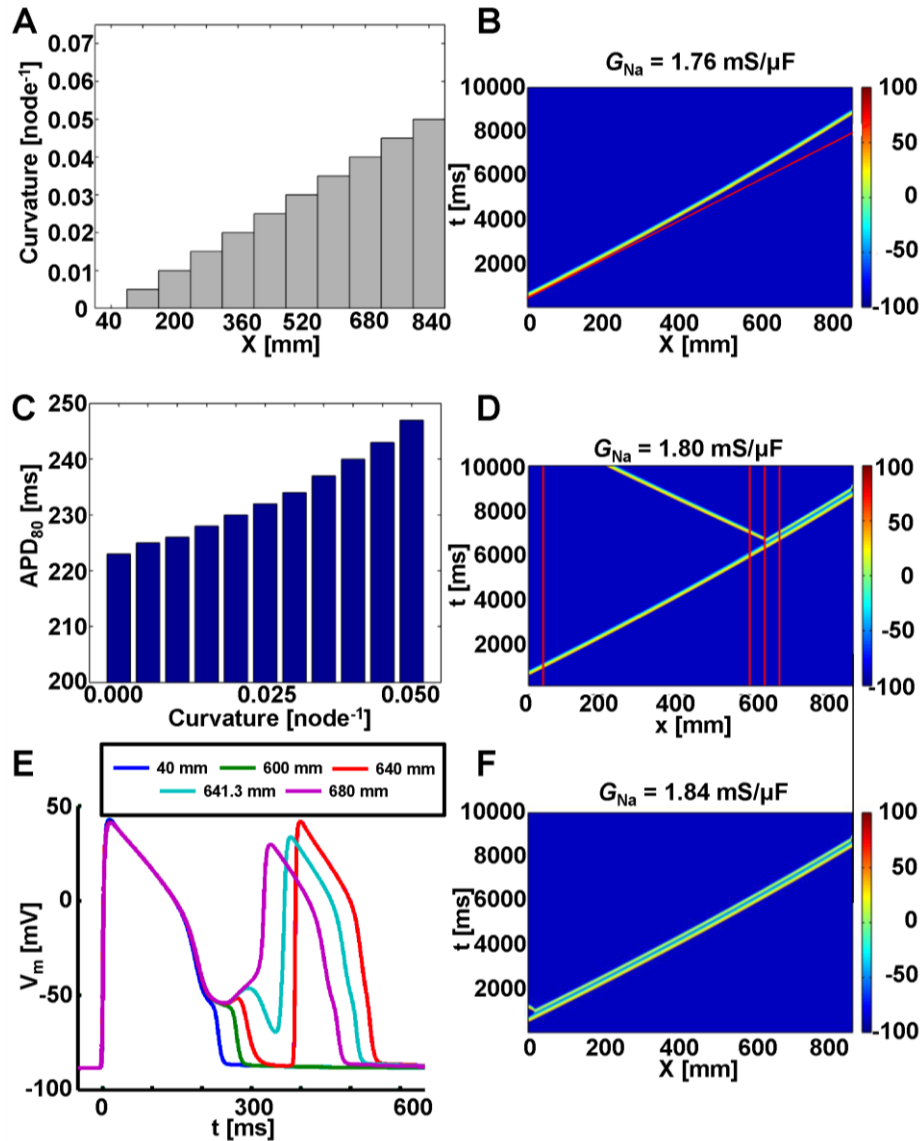 A
Curvature [node-1]
0.07
0.06
0.05
0.04
0.03
0.02
0.01
0
40 200 360 520 680 840
X [mm]
B
GNa = 1.76 mS/µF
t [ms]
10000
8000
6000
4000
2000
0 200 400 600 800
X [mm]
100
50
0
-50
-100
C
APD80 [ms]
250
240
230
220
210
200
0.000 0.025 0.050
Curvature [node-1]
D
GNa = 1.80 mS/µF
t [ms]
10000
8000
6000
4000
2000
0 200 400 600 800
x [mm]
100
50
0
-50
-100
E
40 mm 600 mm 640 mm
641.3 mm 680 mm
Vm [mV]
50
0
-50
-100
0 300 600
t [ms]
F
GNa = 1.84 mS/µF
t [ms]
10000
8000
6000
4000
2000
0 200 400 600 800
X [mm]
100
50
0
-50
-100